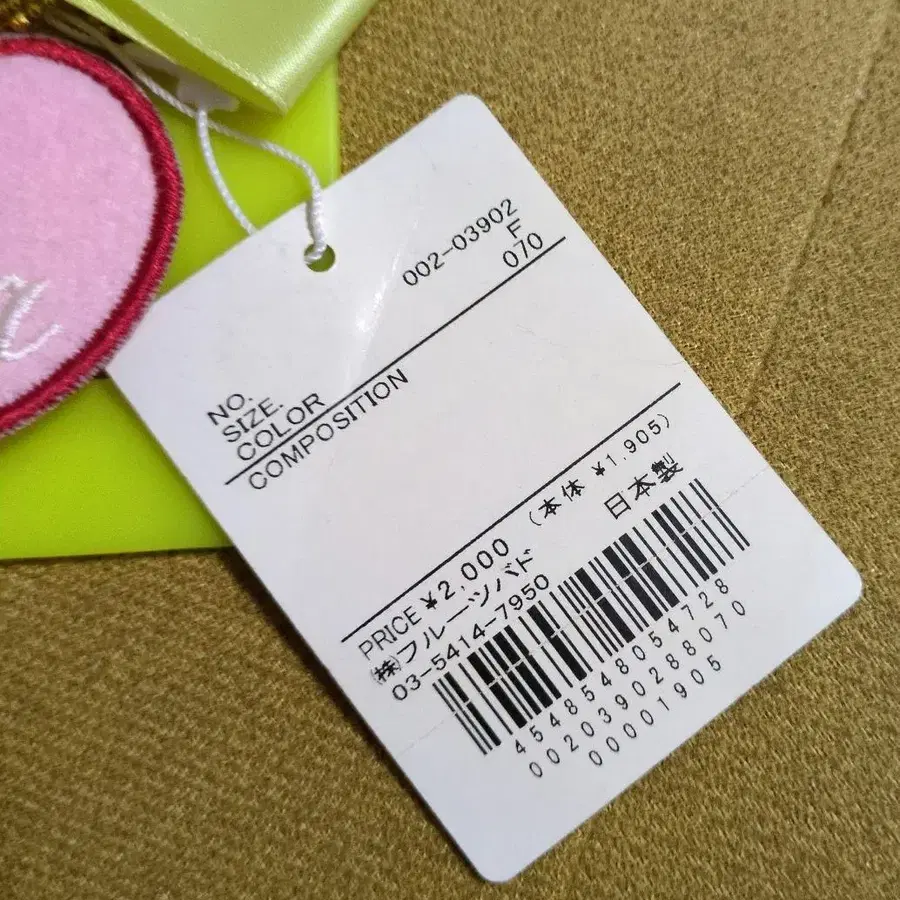 NO. 002-03902
SIZE. F
COLOR 070
COMPOSITION
PRICE ¥2,000 (本体 ¥1,905)
㈱フルーツバド 日本製
03-5414-7950
4548548054728
0020390288070
00001905